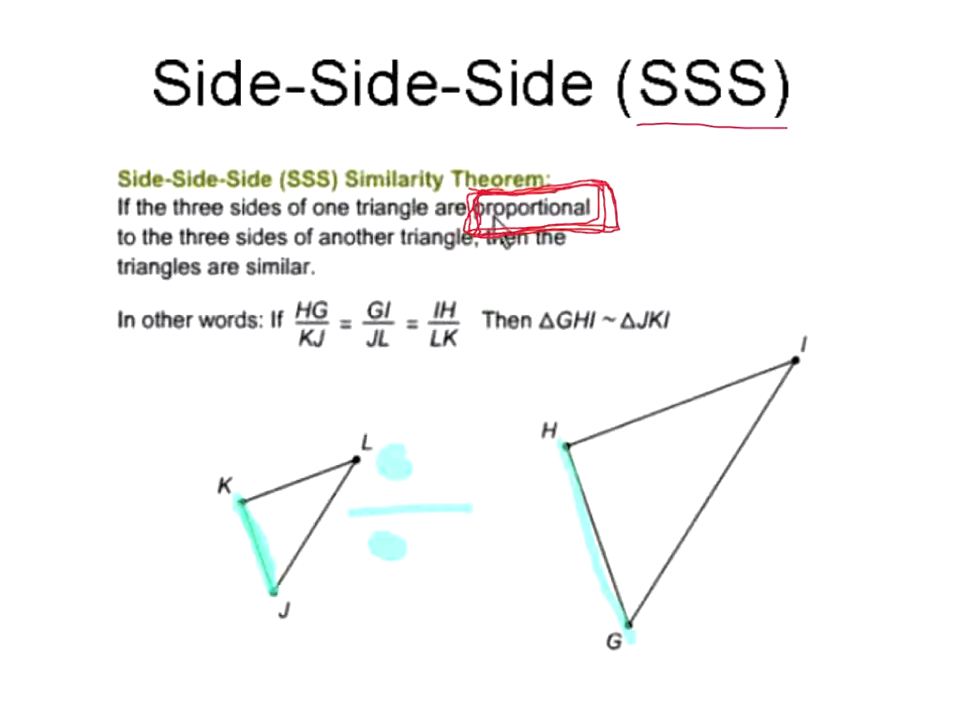 Side-Side-Side (SSS)
Side-Side-Side (SSS) Similarity Theorem:
If the three sides of one triangle are proportional
to the three sides of another triangle, then the
triangles are similar.
In other words: If HG/KJ = GI/JL = IH/LK Then ΔGHI ~ ΔJKI
I
H
L
K
J
G